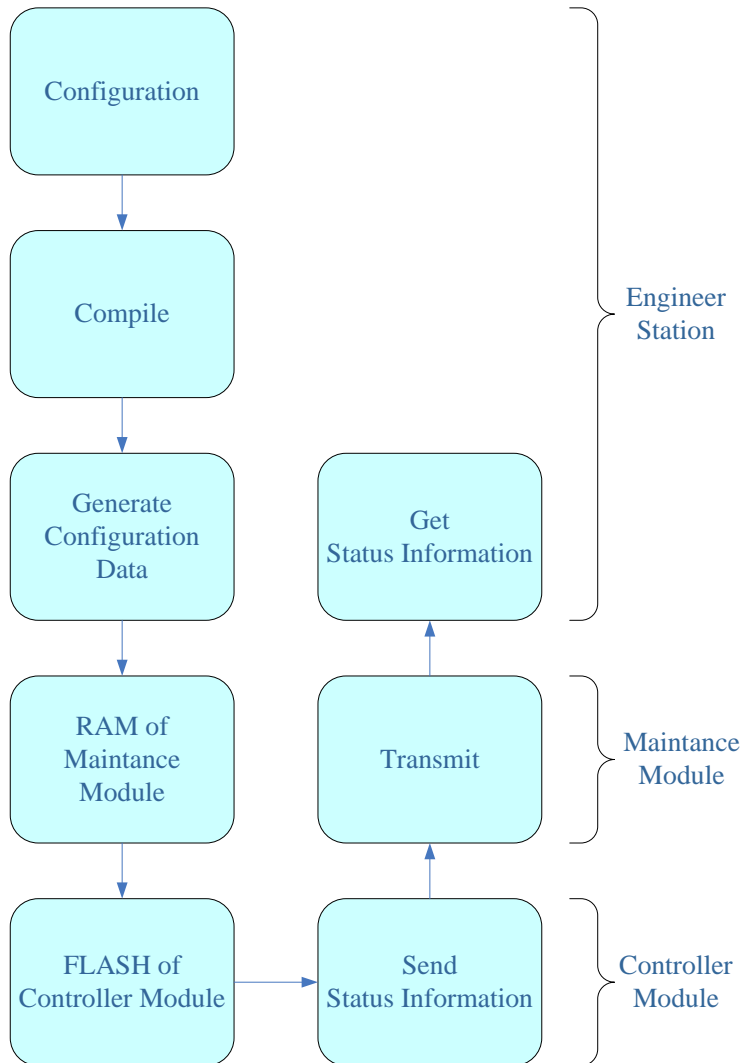 Configuration
Compile
Engineer
Station
Generate
Configuration
Data
Get
Status Information
RAM of
Maintance
Module
Transmit
Maintance
Module
FLASH of
Controller Module
Send
Status Information
Controller
Module